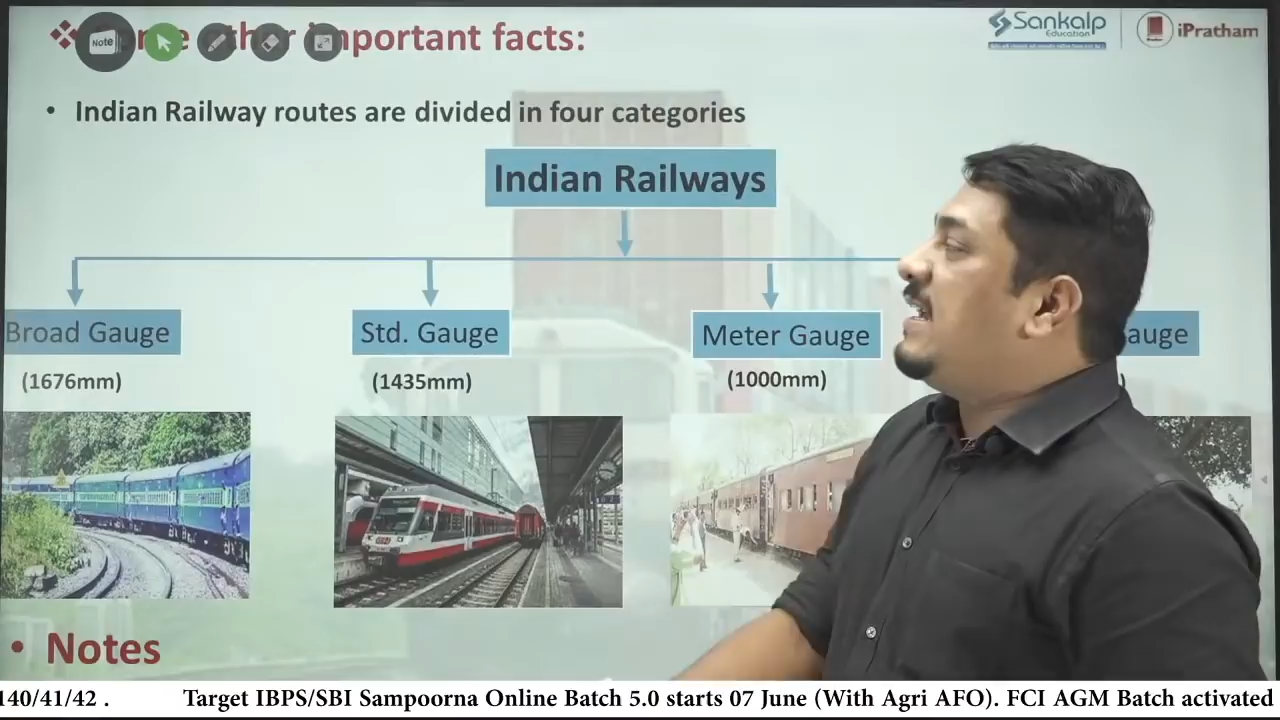 Note
important facts:
Sankalp
Education
iPratham
• Indian Railway routes are divided in four categories
Indian Railways
Broad Gauge
Std. Gauge
Meter Gauge
auge
(1676mm)
(1435mm)
(1000mm)
)
• Notes
140/41/42 . Target IBPS/SBI Sampoorna Online Batch 5.0 starts 07 June (With Agri AFO). FCI AGM Batch activated